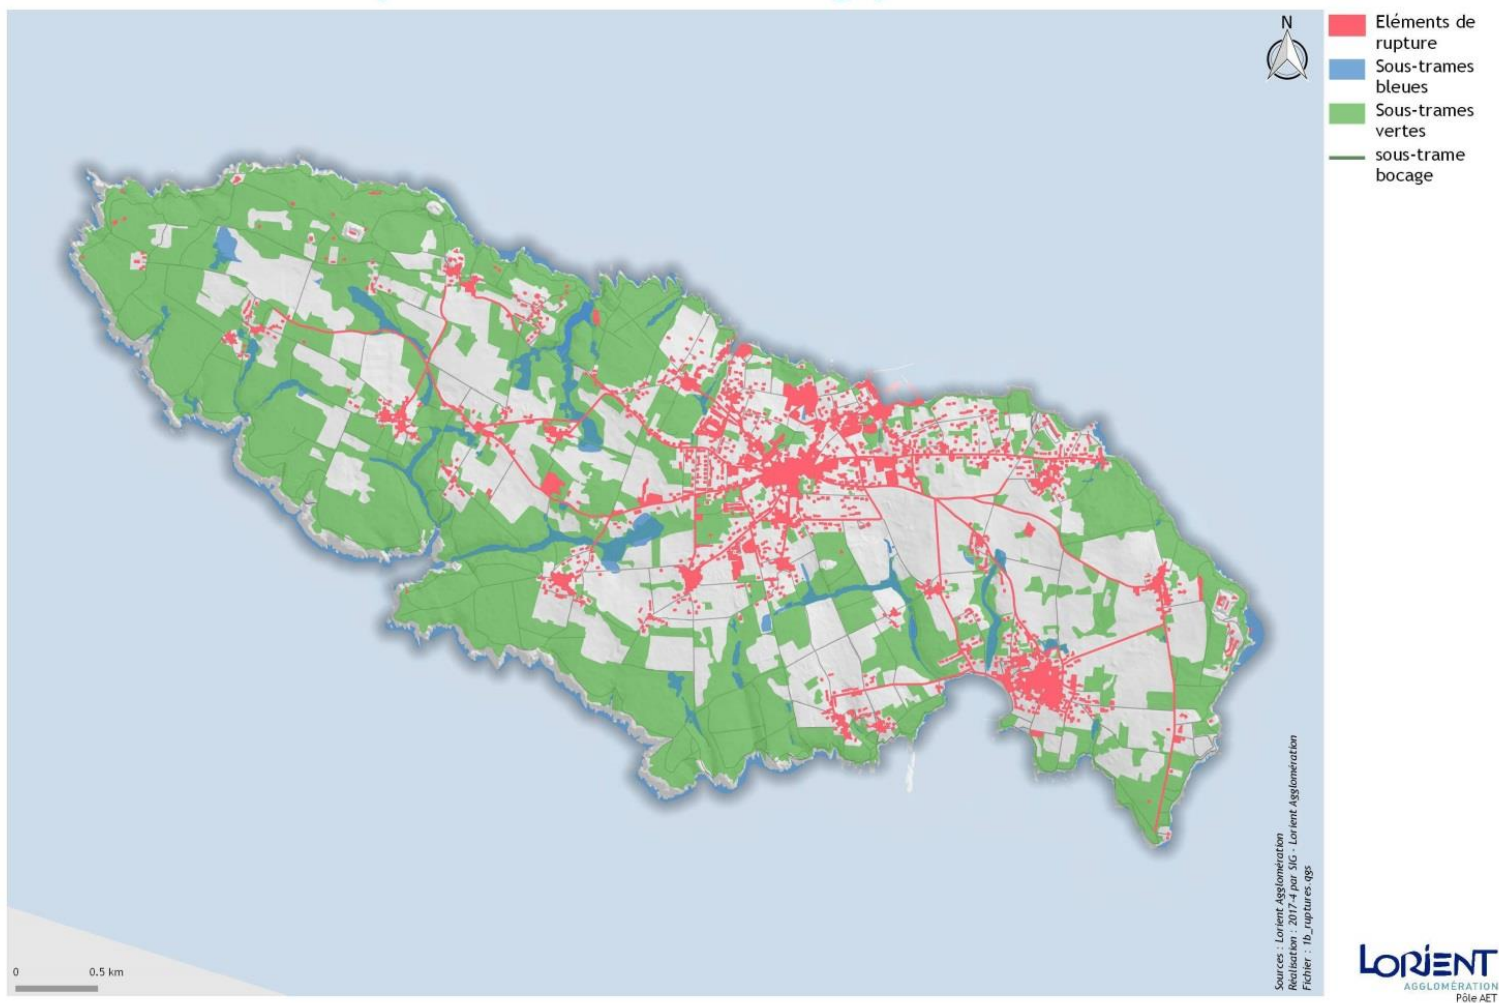 N
Eléments de
rupture
Sous-trames
bleues
Sous-trames
vertes
sous-trame
bocage
Sources : Lorient Agglomération
Réalisation : 2017-4 par SIG - Lorient Agglomération
Fichier : 1b_ruptures.qgs
0 0.5 km
LORIENT
AGGLOMÉRATION
Pôle AET